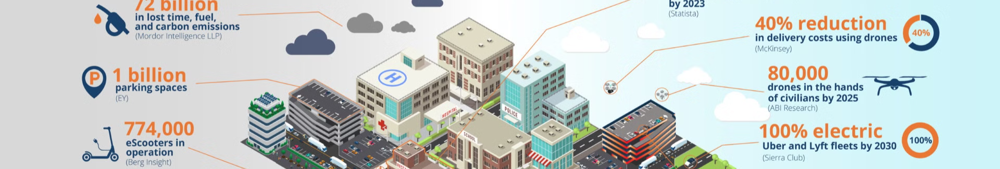 72 billion
in lost time, fuel,
and carbon emissions
(Mordor Intelligence LLP)
P
1 billion
parking spaces
(EY)
774,000
eScooters in
operation
(Berg Insight)
H
HOSPITAL
POLICE
SCHOOL
by 2023
(Statista)
40% reduction
in delivery costs using drones
(McKinsey)
40%
80,000
drones in the hands
of civilians by 2025
(ABI Research)
100% electric
Uber and Lyft fleets by 2030
(Sierra Club)
100%